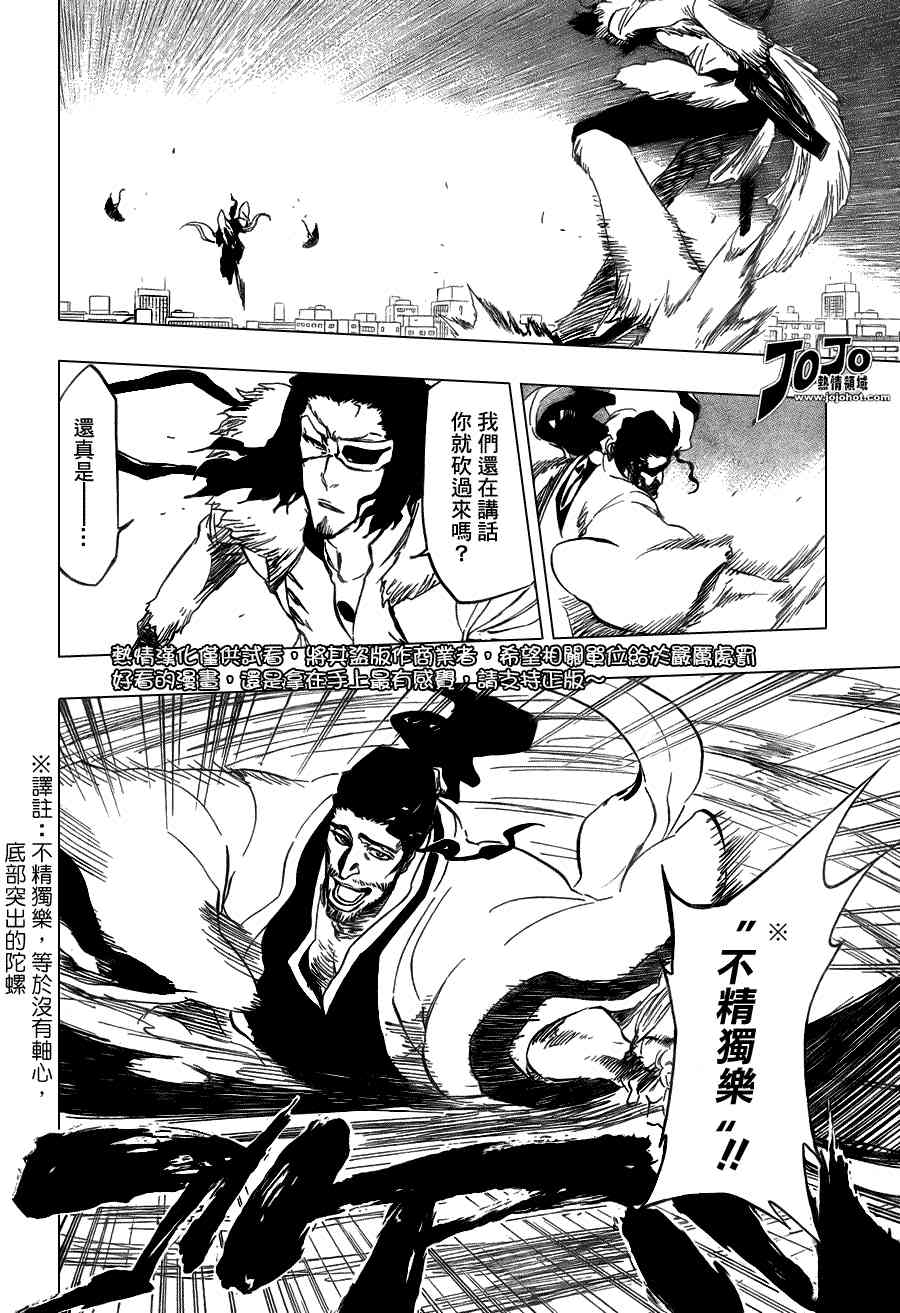 JOJO
熱情領域
www.jojohot.com
我們還在講話
你就砍過來嗎？
還真是——……
熱情漢化僅供試看，將其盜版作商業者，希望相關單位給於嚴厲處罰
好看的漫畫，還是拿在手上最有感覺，請支持正版～
※
“不精獨樂”!!
※譯註：不精獨樂，等於沒有軸心，
底部突出的陀螺